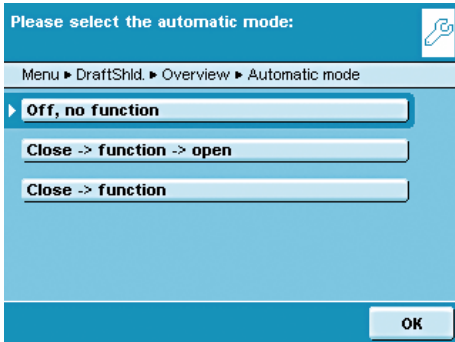 Please select the automatic mode:
Menu ▸ DraftShld. ▸ Overview ▸ Automatic mode
Off, no function
Close -> function -> open
Close -> function
OK